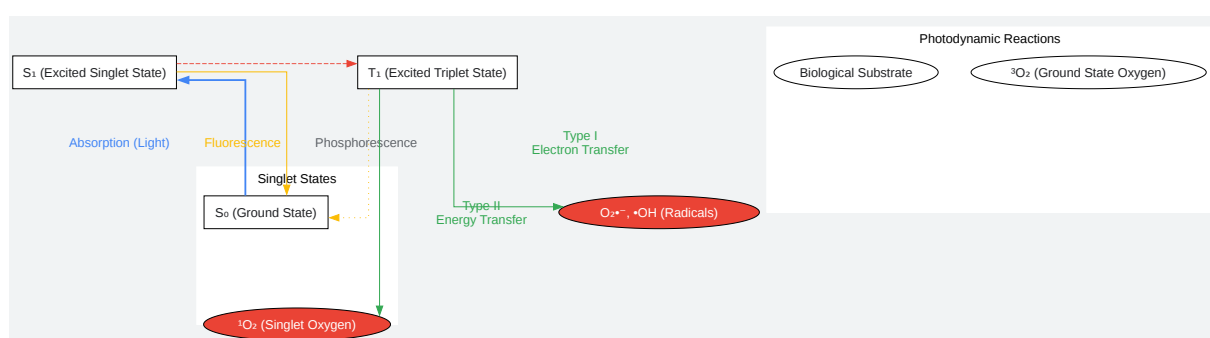 Photodynamic Reactions
S₁ (Excited Singlet State)
T₁ (Excited Triplet State)
Biological Substrate
³O₂ (Ground State Oxygen)
Absorption (Light)
Fluorescence
Phosphorescence
Type I
Electron Transfer
Singlet States
S₀ (Ground State)
Type II
Energy Transfer
O₂•⁻, •OH (Radicals)
¹O₂ (Singlet Oxygen)